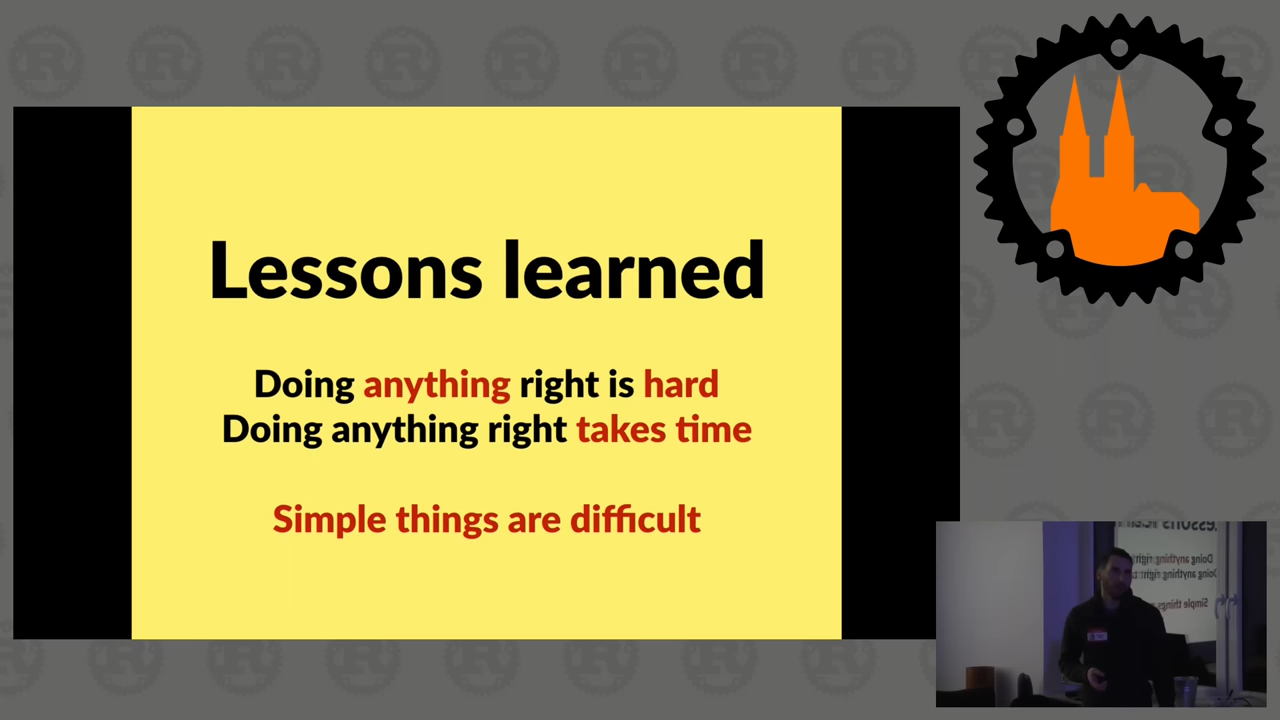 Lessons learned
Doing anything right is hard
Doing anything right takes time
Simple things are difficult